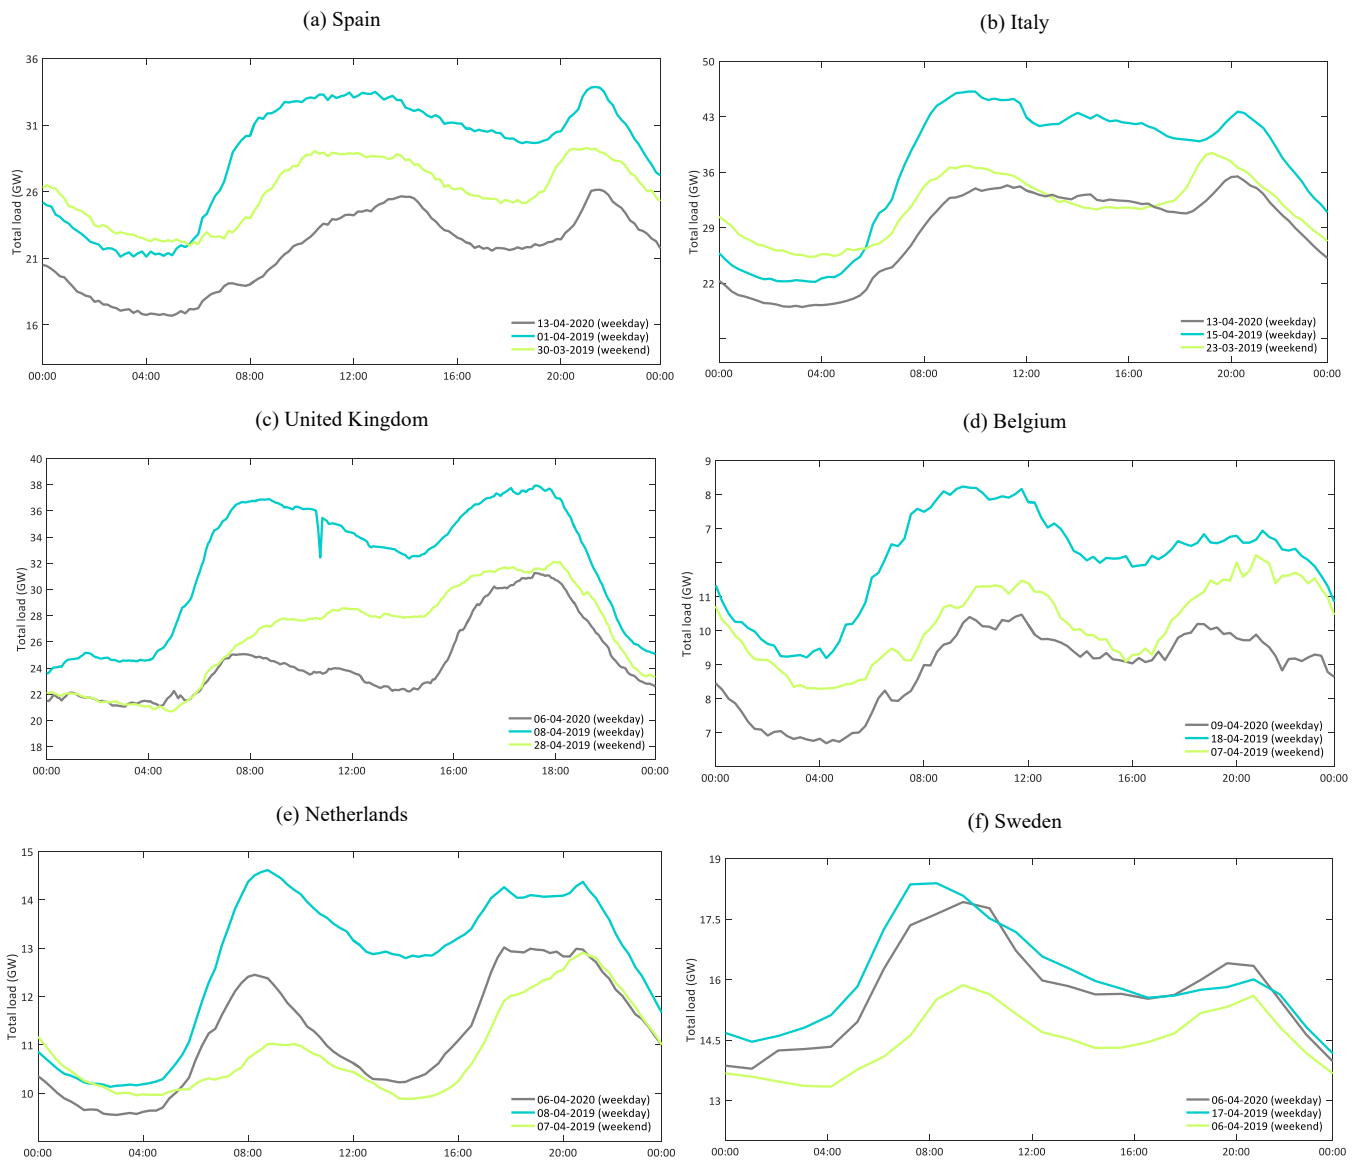 (a) Spain
36
31
26
21
16
Total load (GW)
13-04-2020 (weekday)
01-04-2019 (weekday)
30-03-2019 (weekend)
00:00 04:00 08:00 12:00 16:00 20:00 00:00
(b) Italy
50
43
36
29
22
Total load (GW)
13-04-2020 (weekday)
15-04-2019 (weekday)
23-03-2019 (weekend)
00:00 04:00 08:00 12:00 16:00 20:00 00:00
(c) United Kingdom
40
38
36
34
32
30
28
26
24
22
20
18
Total load (GW)
06-04-2020 (weekday)
08-04-2019 (weekday)
28-04-2019 (weekend)
00:00 04:00 08:00 12:00 16:00 18:00 00:00
(d) Belgium
9
8
7
11
10
9
8
7
Total load (GW)
09-04-2020 (weekday)
18-04-2019 (weekday)
07-04-2019 (weekend)
00:00 04:00 08:00 12:00 16:00 20:00 00:00
(e) Netherlands
15
14
13
12
11
10
Total load (GW)
06-04-2020 (weekday)
08-04-2019 (weekday)
07-04-2019 (weekend)
00:00 04:00 08:00 12:00 16:00 20:00 00:00
(f) Sweden
19
17.5
16
14.5
13
Total load (GW)
06-04-2020 (weekday)
17-04-2019 (weekday)
06-04-2019 (weekend)
00:00 04:00 08:00 12:00 16:00 20:00 00:00